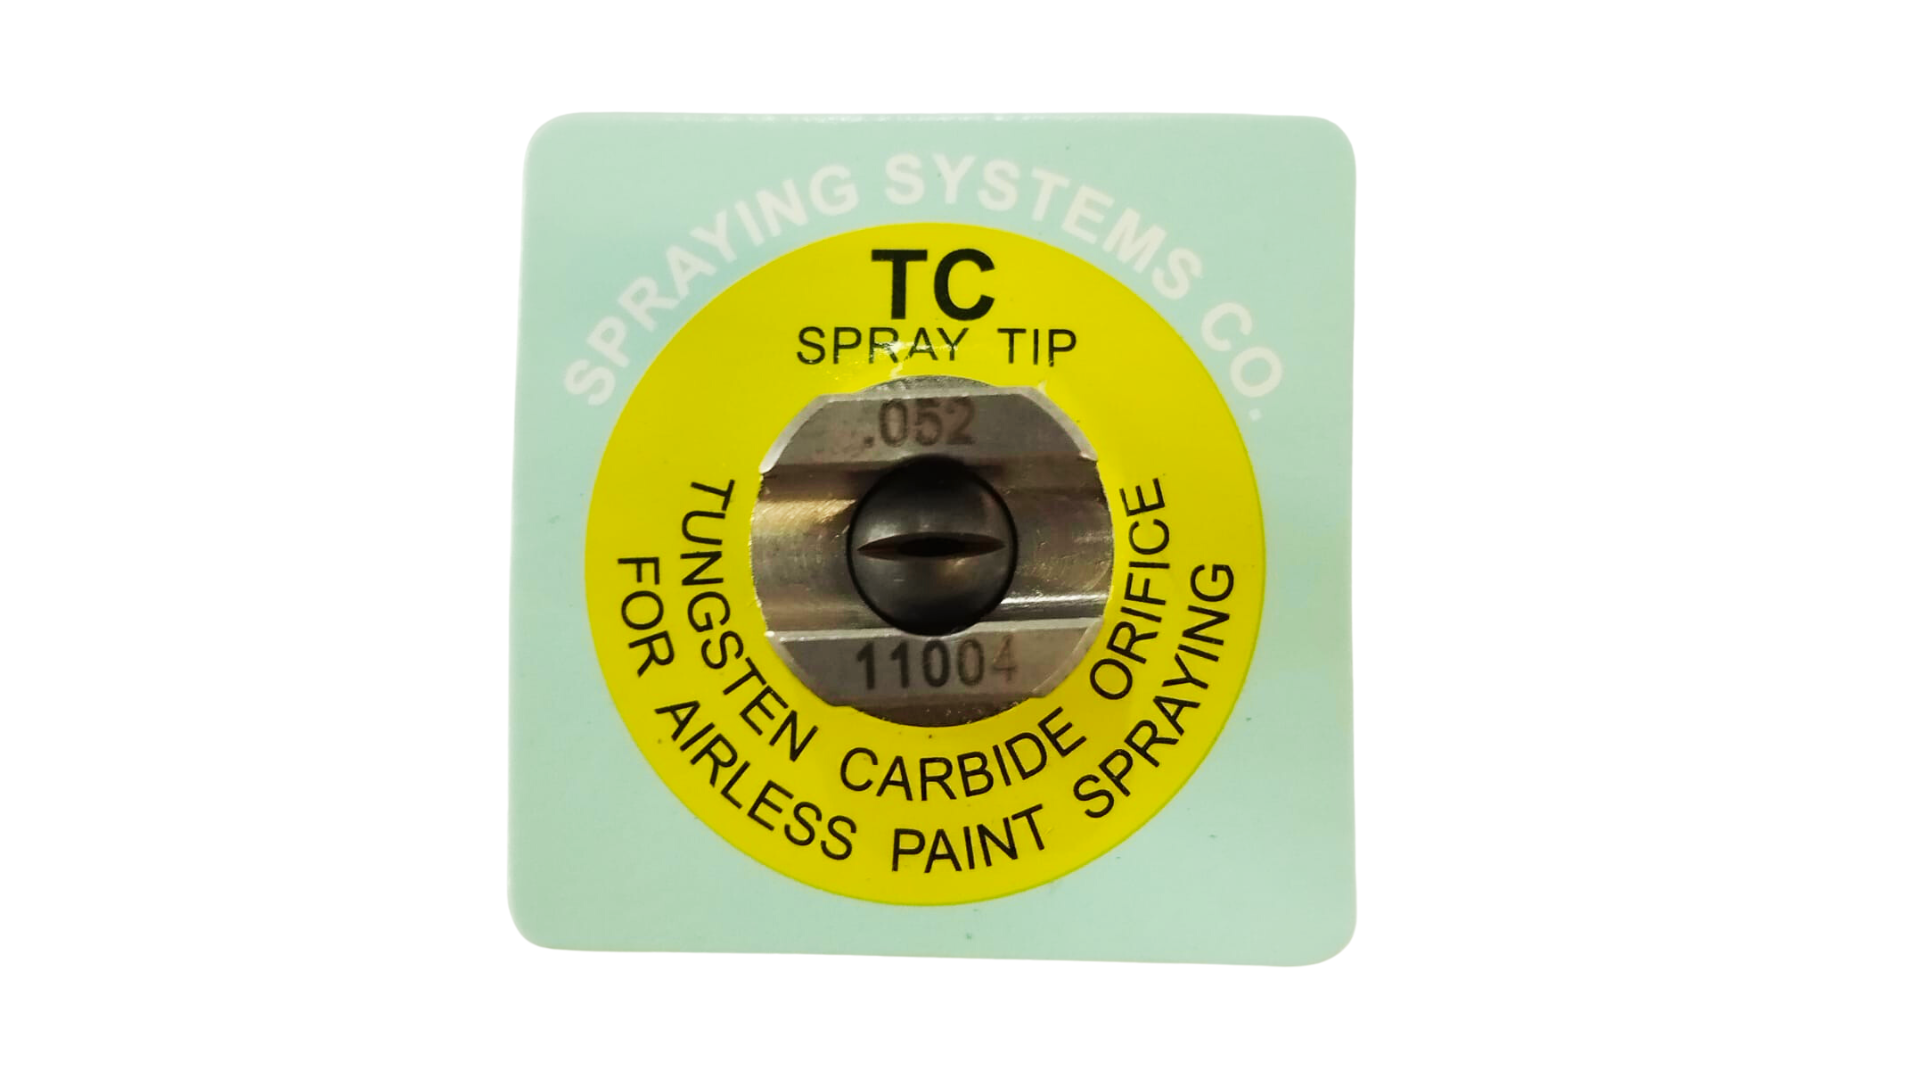 SPRAYING SYSTEMS CO.
TC
SPRAY TIP
.052
11004
TUNGSTEN CARBIDE ORIFICE
FOR AIRLESS PAINT SPRAYING